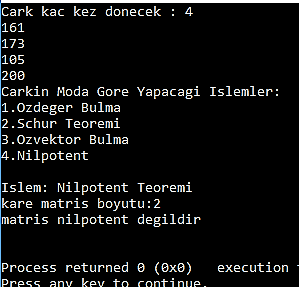 Cark kac kez donecek : 4
161
173
105
200
Carkin Moda Gore Yapacagi Islemler:
1.Ozdeger Bulma
2.Schur Teoremi
3.Ozvektor Bulma
4.Nilpotent
Islem: Nilpotent Teoremi
kare matris boyutu:2
matris nilpotent degildir
Process returned 0 (0x0) execution
Press any key to continue.